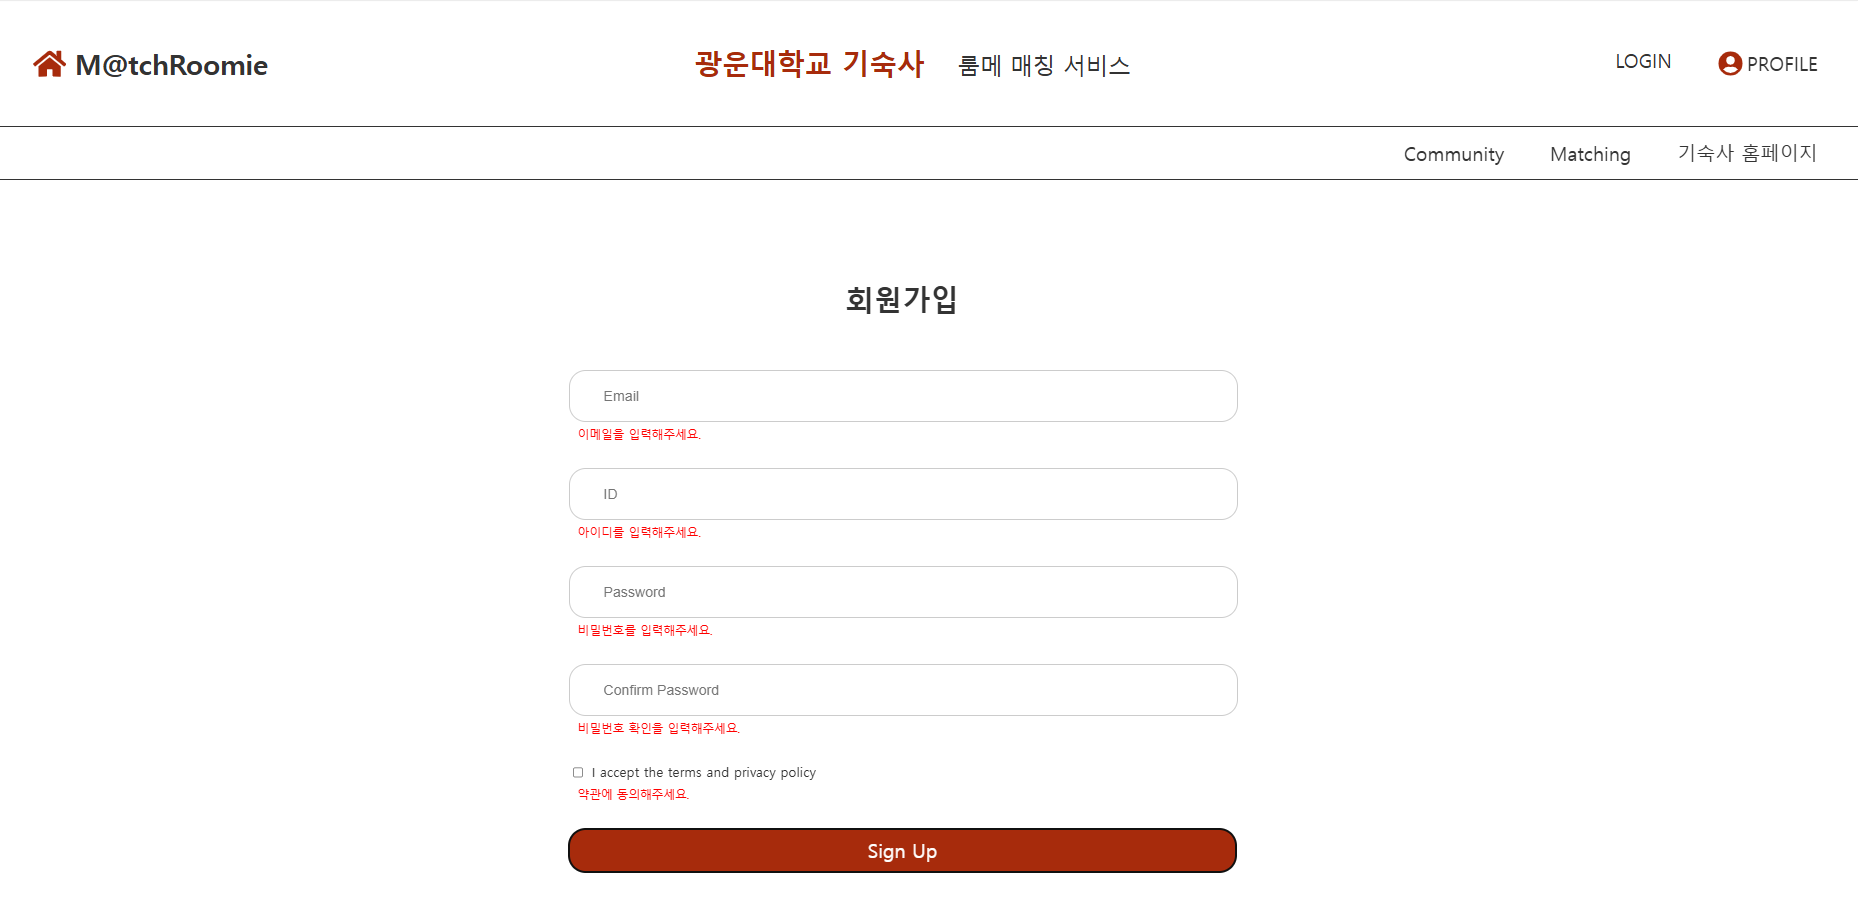 M@tchRoomie
광운대학교 기숙사 룸메 매칭 서비스
LOGIN
PROFILE
Community
Matching
기숙사 홈페이지
회원가입
Email
이메일을 입력해주세요.
ID
아이디를 입력해주세요.
Password
비밀번호를 입력해주세요.
Confirm Password
비밀번호 확인을 입력해주세요.
I accept the terms and privacy policy
약관에 동의해주세요.
Sign Up